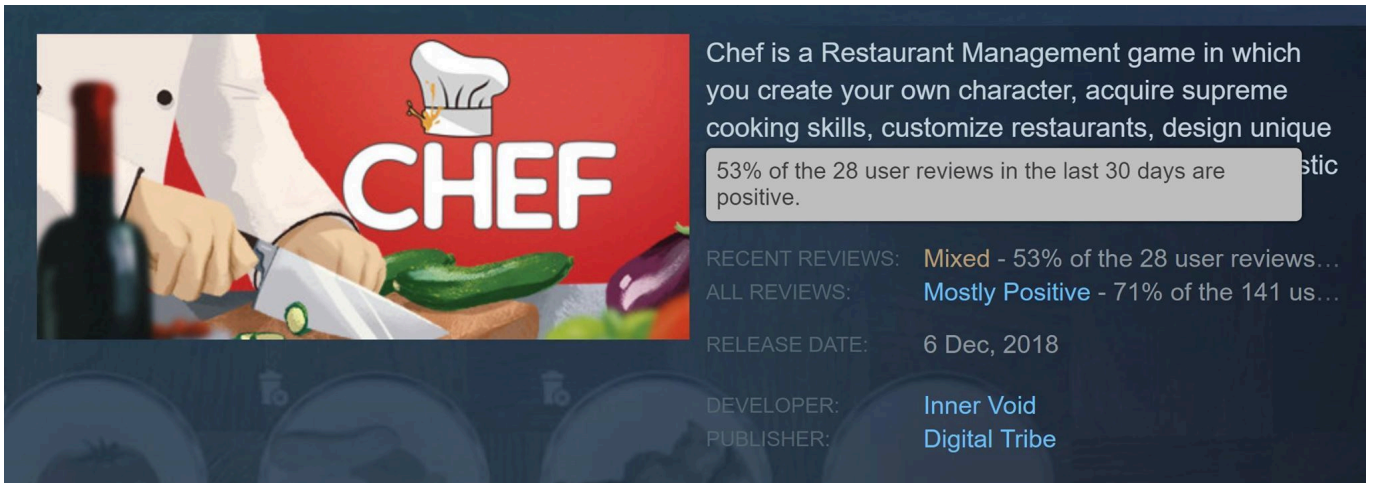 CHEF
Chef is a Restaurant Management game in which
you create your own character, acquire supreme
cooking skills, customize restaurants, design unique
stic
53% of the 28 user reviews in the last 30 days are
positive.
RECENT REVIEWS: Mixed - 53% of the 28 user reviews…
ALL REVIEWS: Mostly Positive - 71% of the 141 us…
RELEASE DATE: 6 Dec, 2018
DEVELOPER: Inner Void
PUBLISHER: Digital Tribe